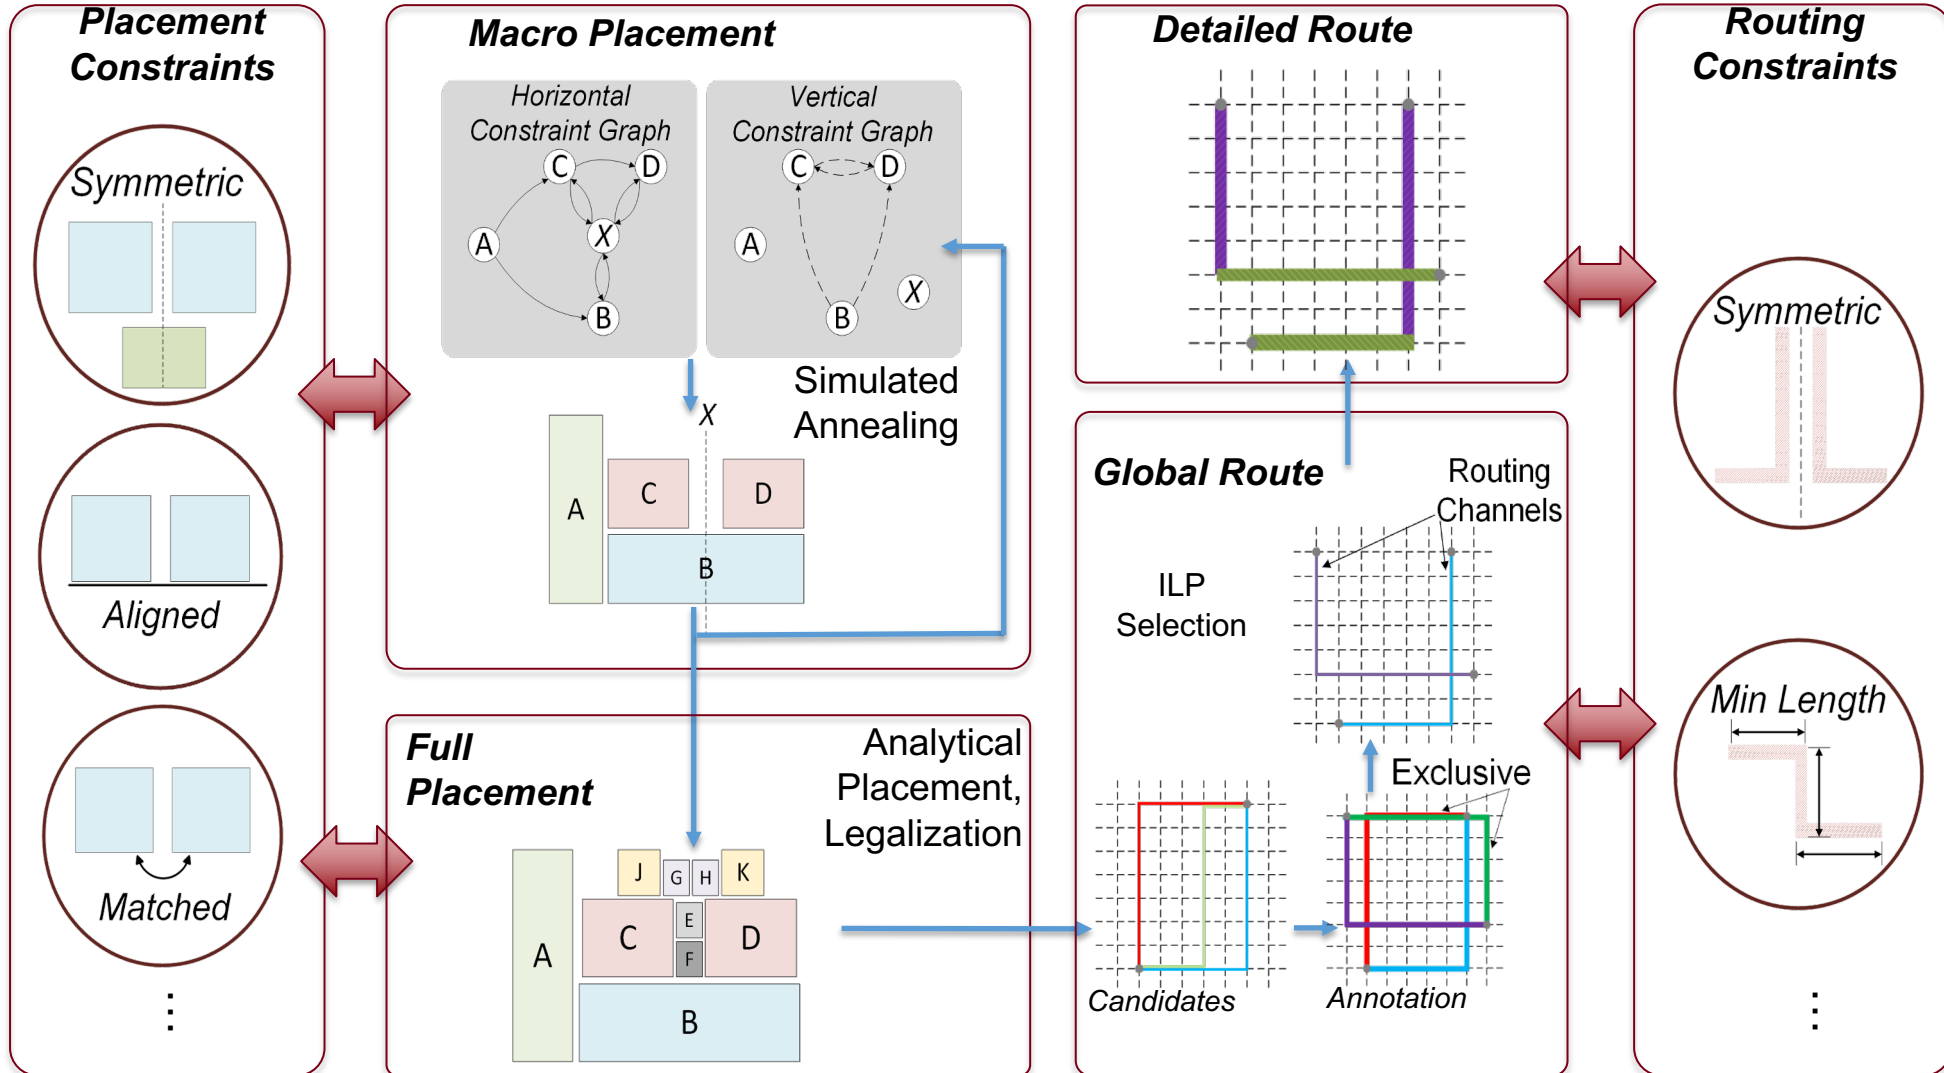 Placement
Constraints
Symmetric
Aligned
Matched
⋮
Macro Placement
Horizontal
Constraint Graph
C
D
X
A
B
Vertical
Constraint Graph
C
D
A
X
B
Simulated
Annealing
X
A
C
D
B
Full
Placement
Analytical
Placement,
Legalization
J
G
H
K
E
C
D
F
A
B
Detailed Route
Global Route
Routing
Channels
ILP
Selection
Exclusive
Candidates
Annotation
Routing
Constraints
Symmetric
Min Length
⋮